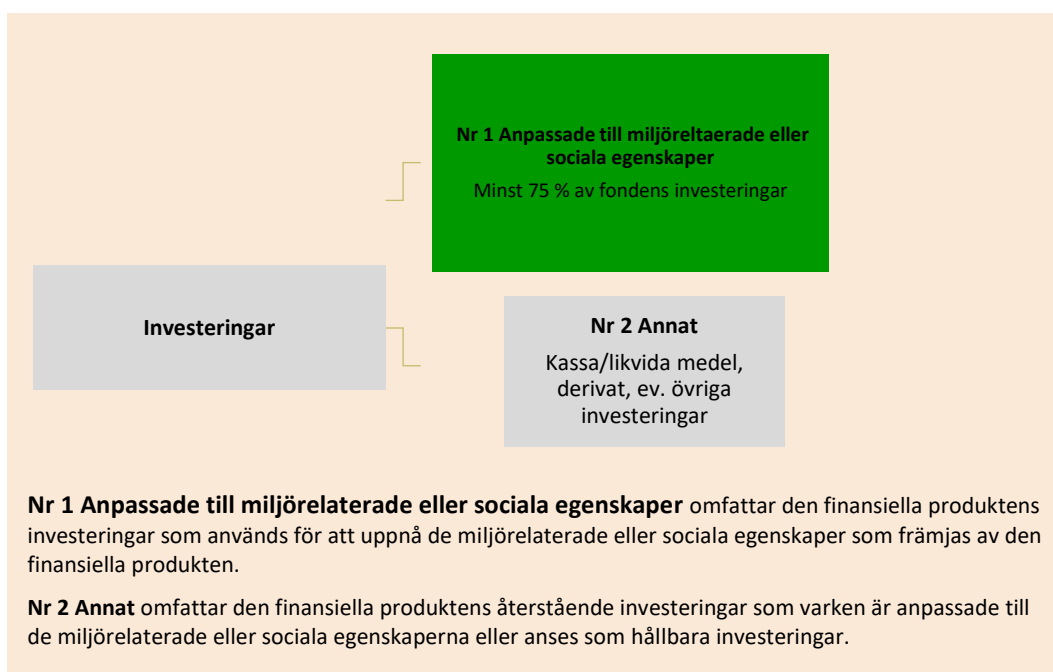 Nr 1 Anpassade till miljöreltaerade eller
sociala egenskaper
Minst 75 % av fondens investeringar
Investeringar
Nr 2 Annat
Kassa/likvida medel,
derivat, ev. övriga
investeringar
Nr 1 Anpassade till miljörelaterade eller sociala egenskaper omfattar den finansiella produktens
investeringar som används för att uppnå de miljörelaterade eller sociala egenskaper som främjas av den
finansiella produkten.
Nr 2 Annat omfattar den finansiella produktens återstående investeringar som varken är anpassade till
de miljörelaterade eller sociala egenskaperna eller anses som hållbara investeringar.